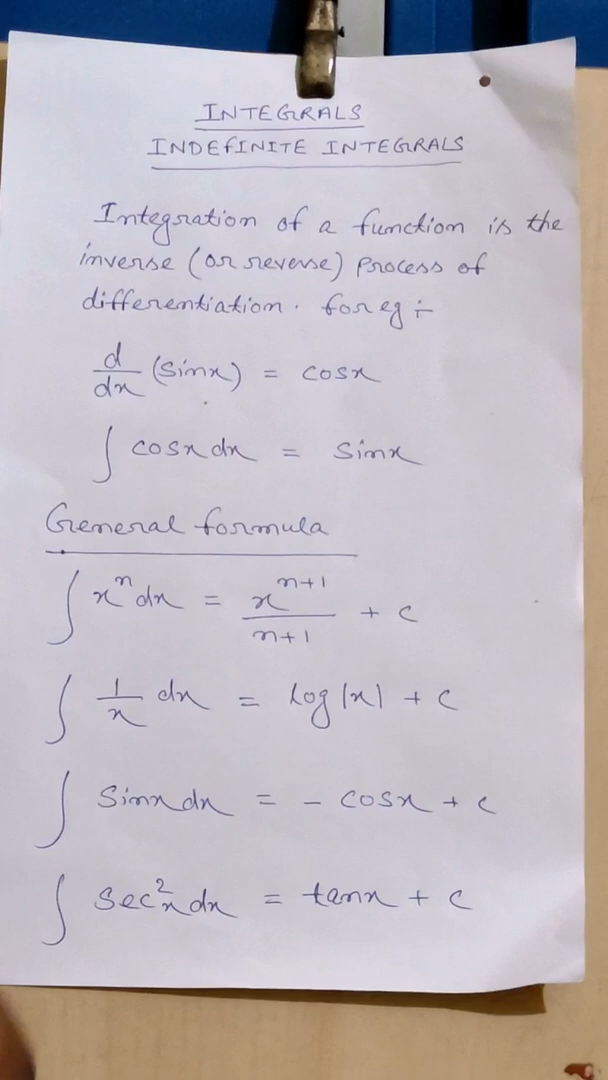 INTEGRALS
INDEFINITE INTEGRALS
Integration of a function is the
inverse (or reverse) Process of
differentiation. for eg :-
d/dx (sinx) = cosx
∫ cosx dx = sinx
General formula
∫ xⁿ dx = xⁿ⁺¹/n+1 + c
∫ 1/x dx = log |x| + c
∫ sinx dx = - cosx + c
∫ sec²x dx = tanx + c